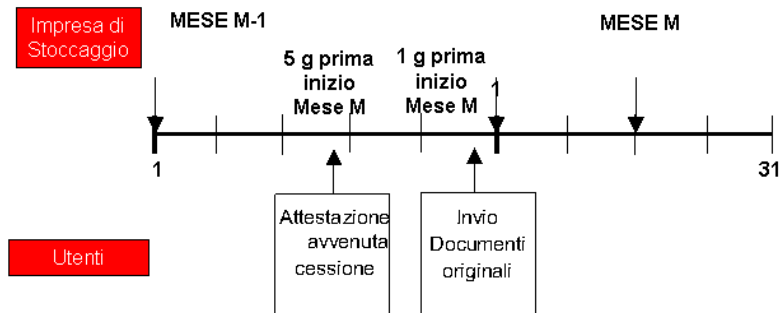 Impresa di
Stoccaggio
MESE M-1
MESE M
5 g prima
inizio
Mese M
1 g prima
inizio
Mese M
1
1
31
Attestazione
avvenuta
cessione
Invio
Documenti
originali
Utenti